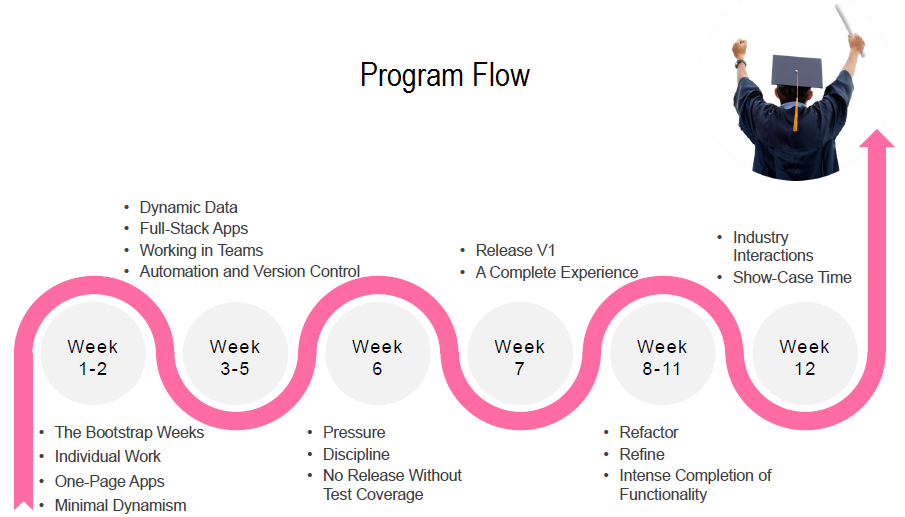 Program Flow
• Dynamic Data
• Full-Stack Apps
• Working in Teams
• Automation and Version Control
• Release V1
• A Complete Experience
• Industry
Interactions
• Show-Case Time
Week
1-2
Week
3-5
Week
6
Week
7
Week
8-11
Week
12
• The Bootstrap Weeks
• Individual Work
• One-Page Apps
• Minimal Dynamism
• Pressure
• Discipline
• No Release Without
Test Coverage
• Refactor
• Refine
• Intense Completion of
Functionality